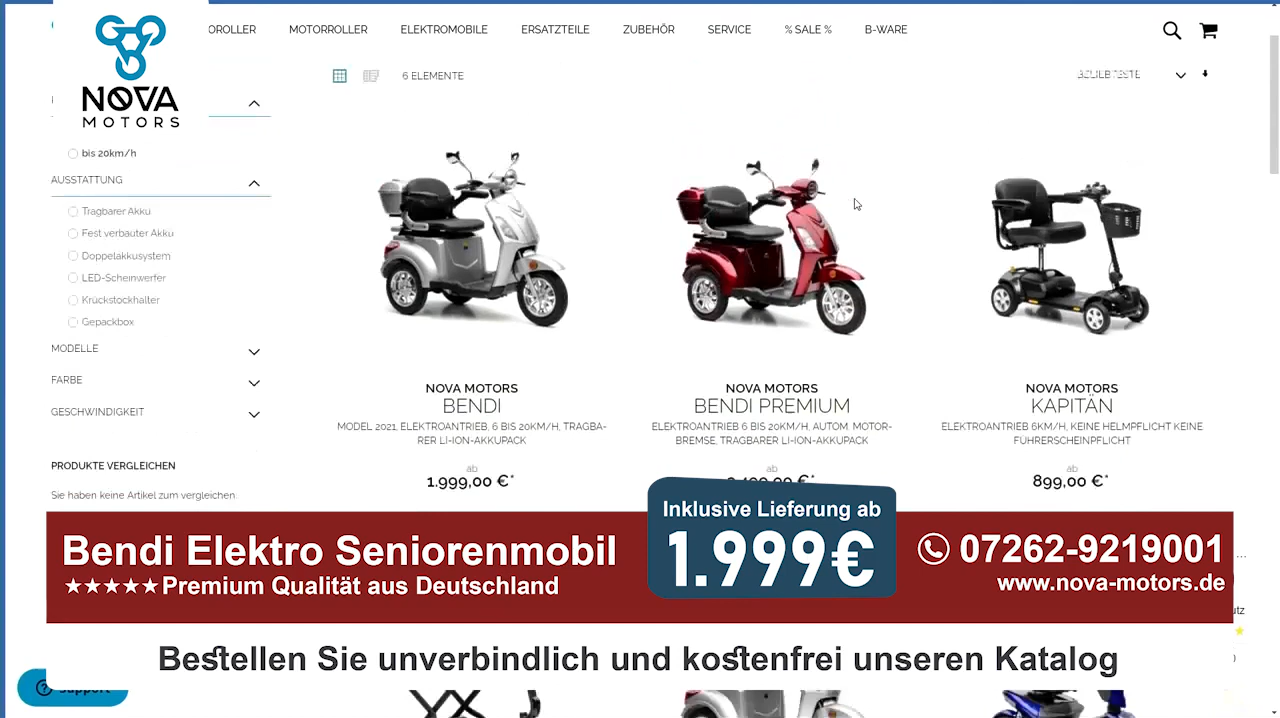 NOVA
MOTORS
MOTORROLLER
ELEKTROMOBILE
ERSATZTEILE
ZUBEHÖR
SERVICE
% SALE %
B-WARE
6 ELEMENTE
BELIEBTESTE
bis 20km/h
AUSSTATTUNG
Tragbarer Akku
Fest verbauter Akku
Doppelakkusystem
LED-Scheinwerfer
Krückstockhalter
Gepackbox
MODELLE
FARBE
GESCHWINDIGKEIT
PRODUKTE VERGLEICHEN
Sie haben keine Artikel zum vergleichen
NOVA MOTORS
BENDI
MODEL 2021, ELEKTROANTRIEB, 6 BIS 20KM/H, TRAGBA-
RER LI-ION-AKKUPACK
ab
1.999,00 €*
NOVA MOTORS
BENDI PREMIUM
ELEKTROANTRIEB 6 BIS 20KM/H, AUTOM. MOTOR-
BREMSE, TRAGBARER LI-ION-AKKUPACK
ab
NOVA MOTORS
KAPITÄN
ELEKTROANTRIEB 6KM/H, KEINE HELMPFLICHT KEINE
FÜHRERSCHEINPFLICHT
ab
899,00 €*
Bendi Elektro Seniorenmobil
★★★★★Premium Qualität aus Deutschland
Inklusive Lieferung ab
1.999€
07262-9219001
www.nova-motors.de
Bestellen Sie unverbindlich und kostenfrei unseren Katalog
Support